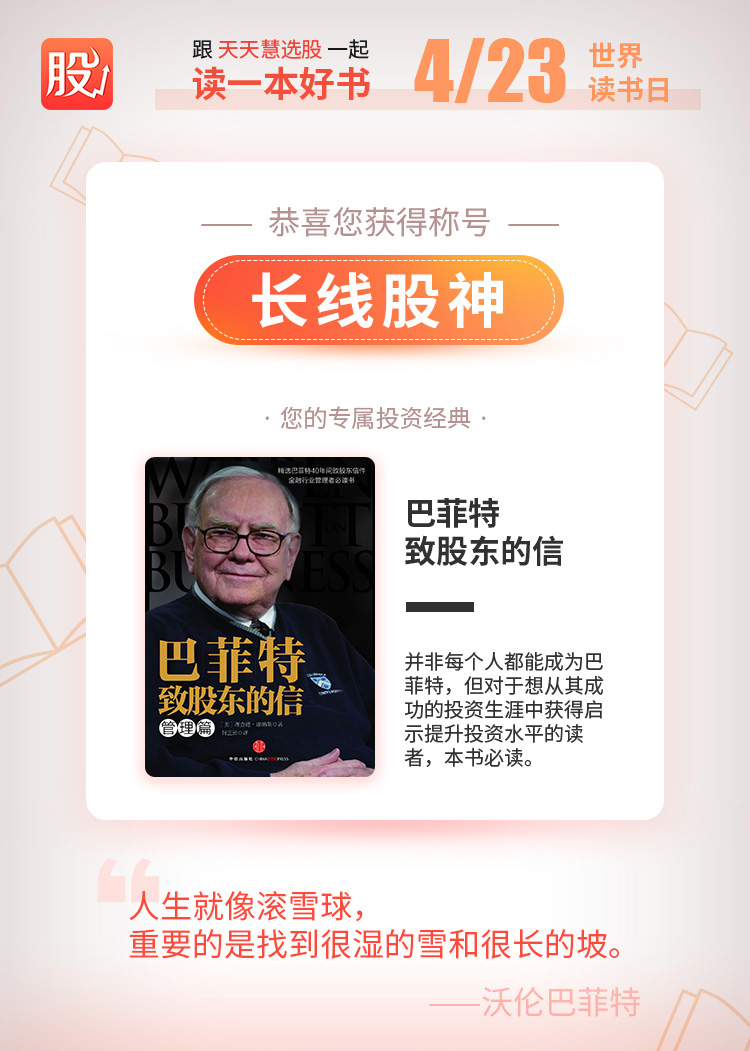 股
跟 天天慧选股 一起
读一本好书
4/23
世界
读书日
恭喜您获得称号
长线股神
· 您的专属投资经典 ·
精选巴菲特40年间致股东信件
金融行业管理者必读书
巴菲特
致股东的信
管理篇
巴菲特
致股东的信
并非每个人都能成为巴
菲特，但对于想从其成
功的投资生涯中获得启
示提升投资水平的读
者，本书必读。
“
人生就像滚雪球，
重要的是找到很湿的雪和很长的坡。
——沃伦巴菲特